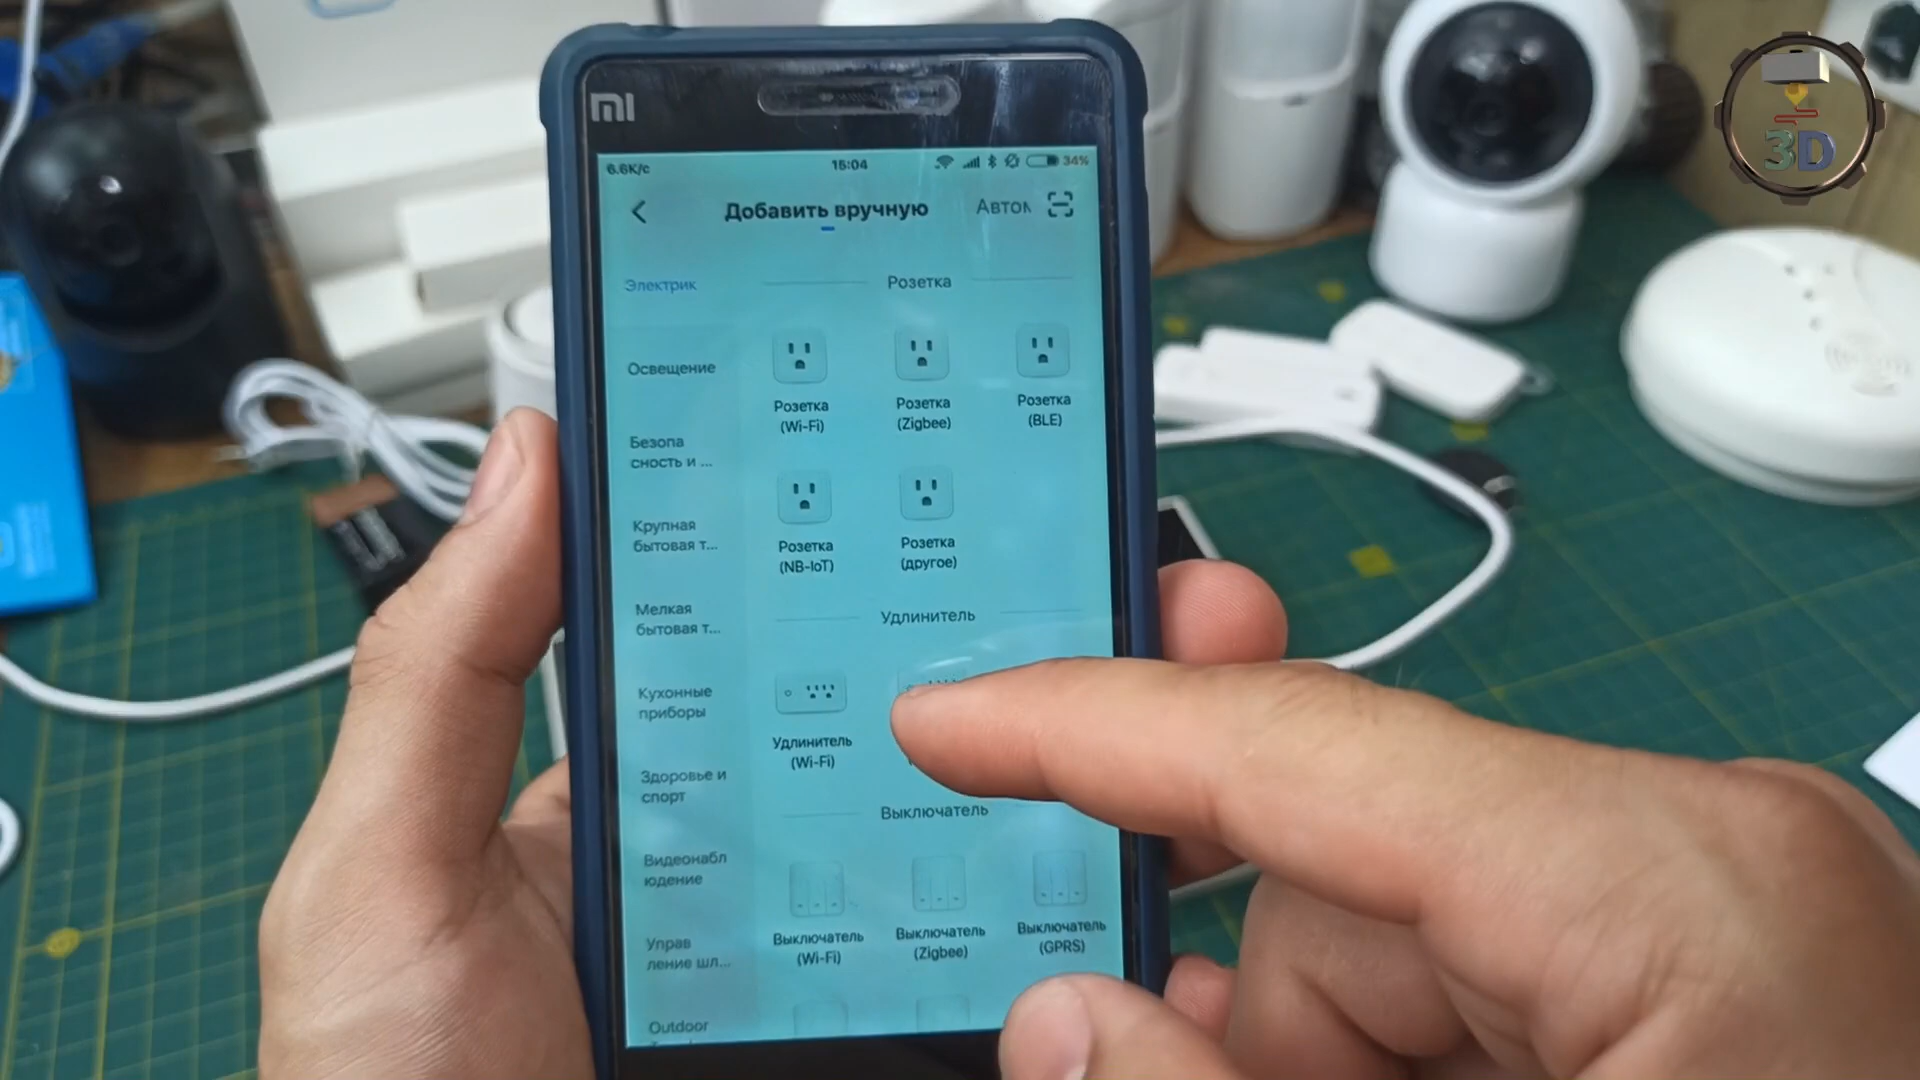 mi
3D
6.6K/c
15:04
34%
Добавить вручную
Автом
Электрик
Освещение
Безопа
сность и ...
Крупная
бытовая т...
Мелкая
бытовая т...
Кухонные
приборы
Здоровье и
спорт
Видеонабл
юдение
Управ
ление шл...
Outdoor
Розетка
Розетка
(Wi-Fi)
Розетка
(Zigbee)
Розетка
(BLE)
Розетка
(NB-IoT)
Розетка
(другое)
Удлинитель
Удлинитель
(Wi-Fi)
Выключатель
Выключатель
(Wi-Fi)
Выключатель
(Zigbee)
Выключатель
(GPRS)